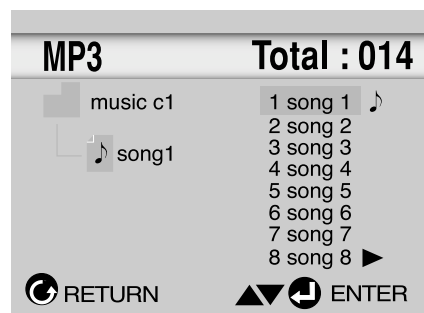 MP3 Total : 014
music c1
song1
1 song 1
2 song 2
3 song 3
4 song 4
5 song 5
6 song 6
7 song 7
8 song 8
RETURN ENTER